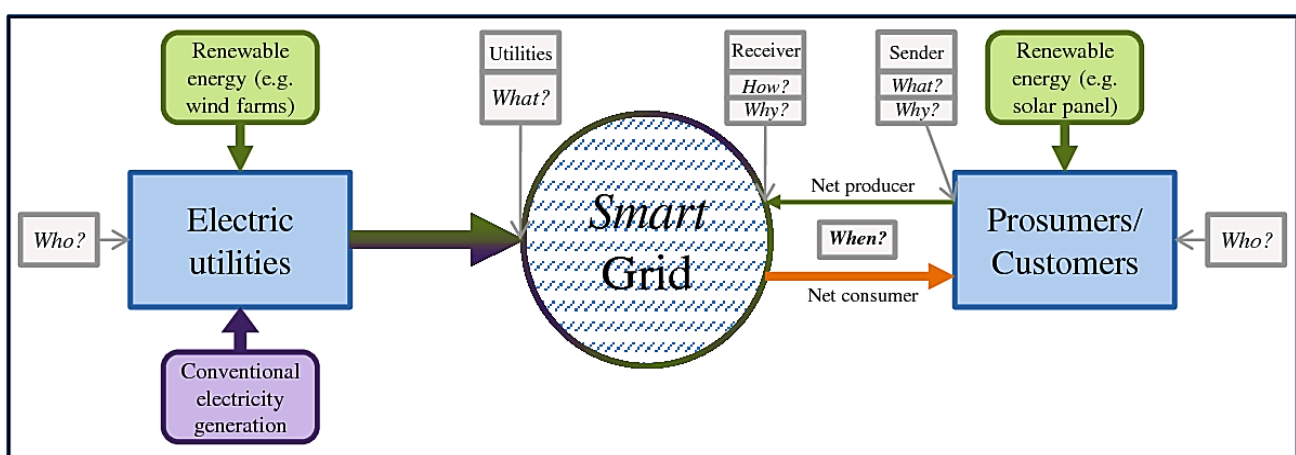 Renewable
energy (e.g.
wind farms)
Utilities
What?
Receiver
How?
Why?
Sender
What?
Why?
Renewable
energy (e.g.
solar panel)
Who?
Electric
utilities
Smart
Grid
Net producer
When?
Net consumer
Prosumers/
Customers
Who?
Conventional
electricity
generation